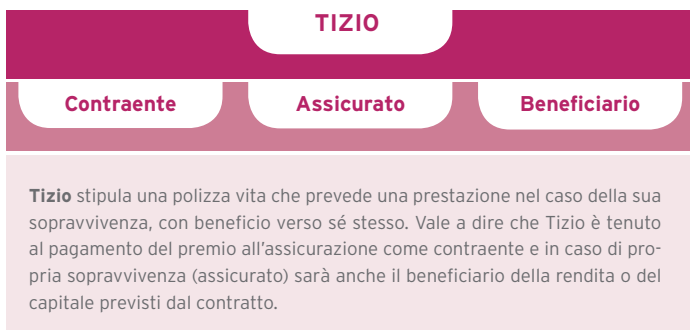 TIZIO
Contraente Assicurato Beneficiario
Tizio stipula una polizza vita che prevede una prestazione nel caso della sua
sopravvivenza, con beneficio verso sé stesso. Vale a dire che Tizio è tenuto
al pagamento del premio all’assicurazione come contraente e in caso di pro-
pria sopravvivenza (assicurato) sarà anche il beneficiario della rendita o del
capitale previsti dal contratto.